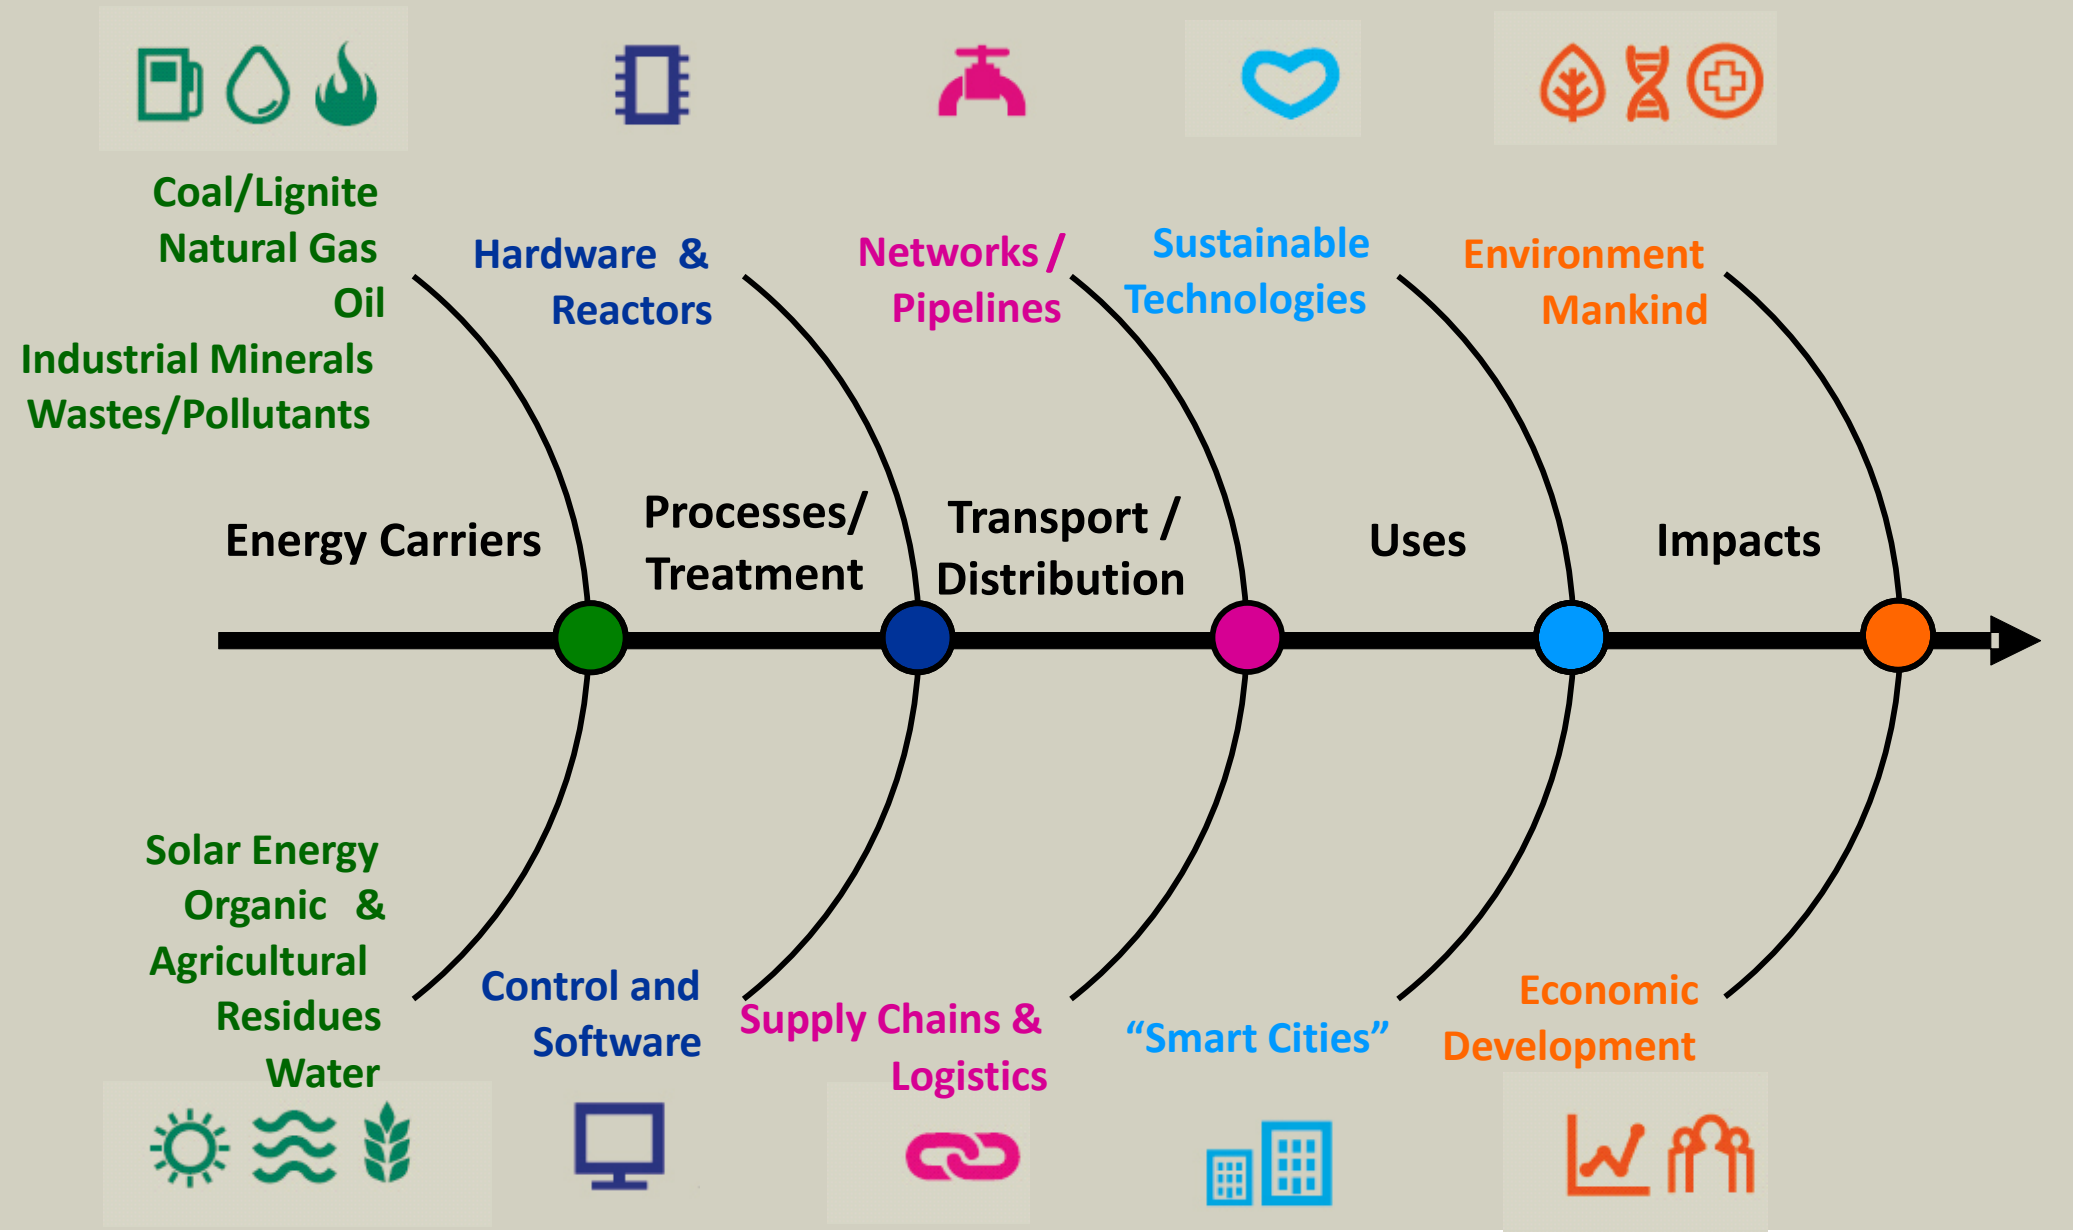 Coal/Lignite
Natural Gas
Oil
Industrial Minerals
Wastes/Pollutants
Hardware &
Reactors
Networks /
Pipelines
Sustainable
Technologies
Environment
Mankind
Energy Carriers
Processes/
Treatment
Transport /
Distribution
Uses
Impacts
Solar Energy
Organic &
Agricultural
Residues
Water
Control and
Software
Supply Chains &
Logistics
“Smart Cities”
Economic
Development